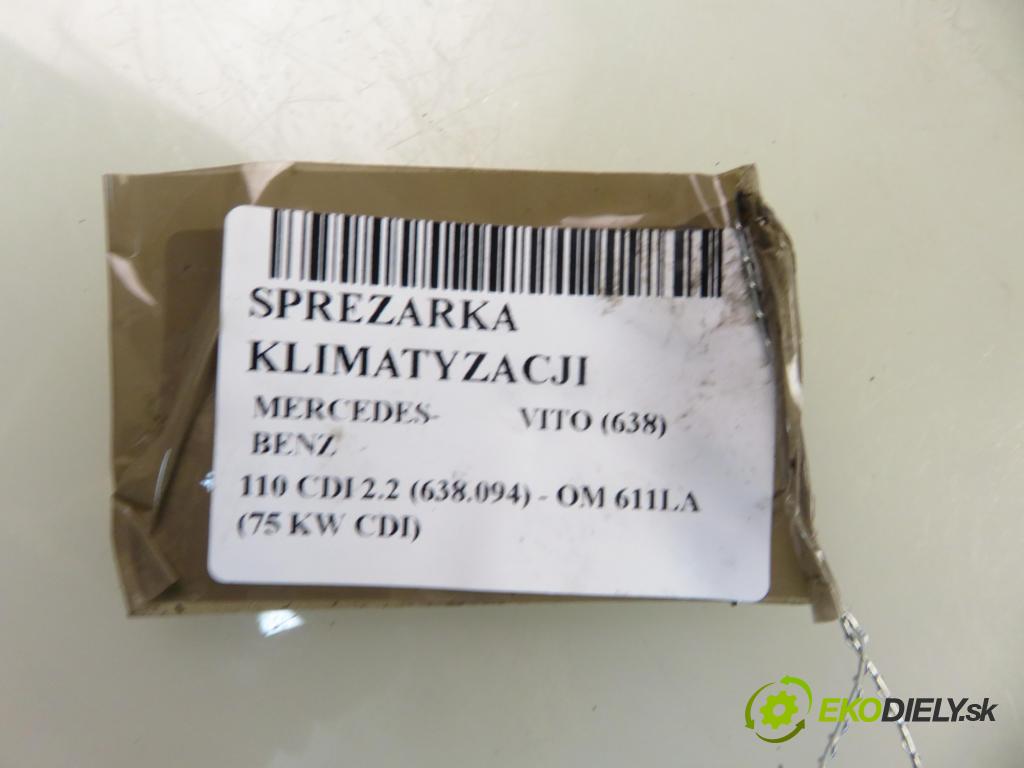 SPREZARKA
KLIMATYZACJI
MERCEDES- VITO (638)
BENZ
110 CDI 2.2 (638.094) - OM 611LA
(75 KW CDI)
EKODIELY.sk